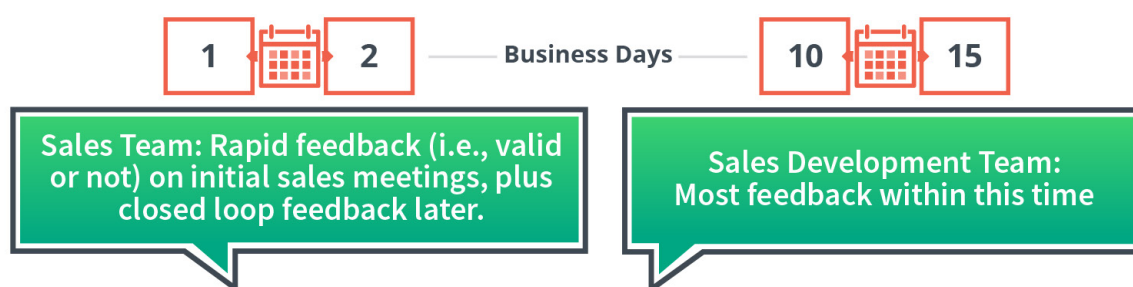 1 2 Business Days 10 15
Sales Team: Rapid feedback (i.e., valid
or not) on initial sales meetings, plus
closed loop feedback later.
Sales Development Team:
Most feedback within this time